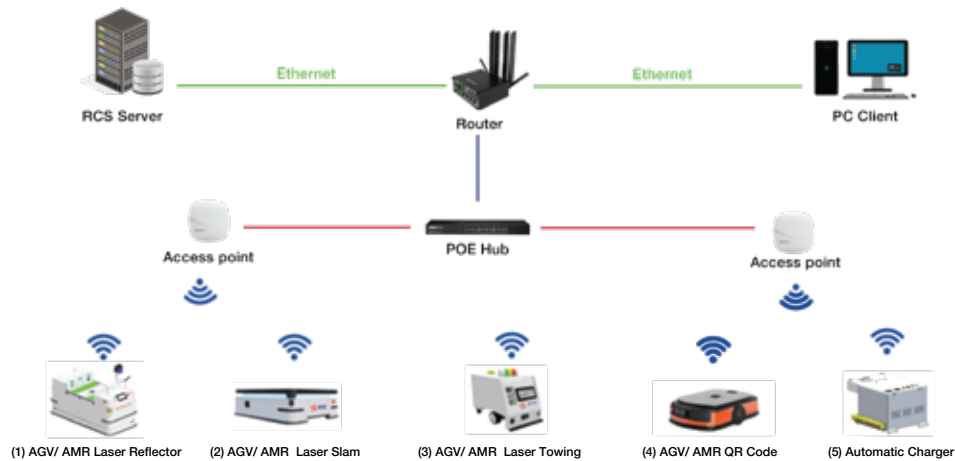 Ethernet
Ethernet
RCS Server
Router
PC Client
Access point
POE Hub
Access point
(1) AGV/ AMR Laser Reflector
(2) AGV/ AMR  Laser Slam
(3) AGV/ AMR  Laser Towing
(4) AGV/ AMR QR Code
(5) Automatic Charger